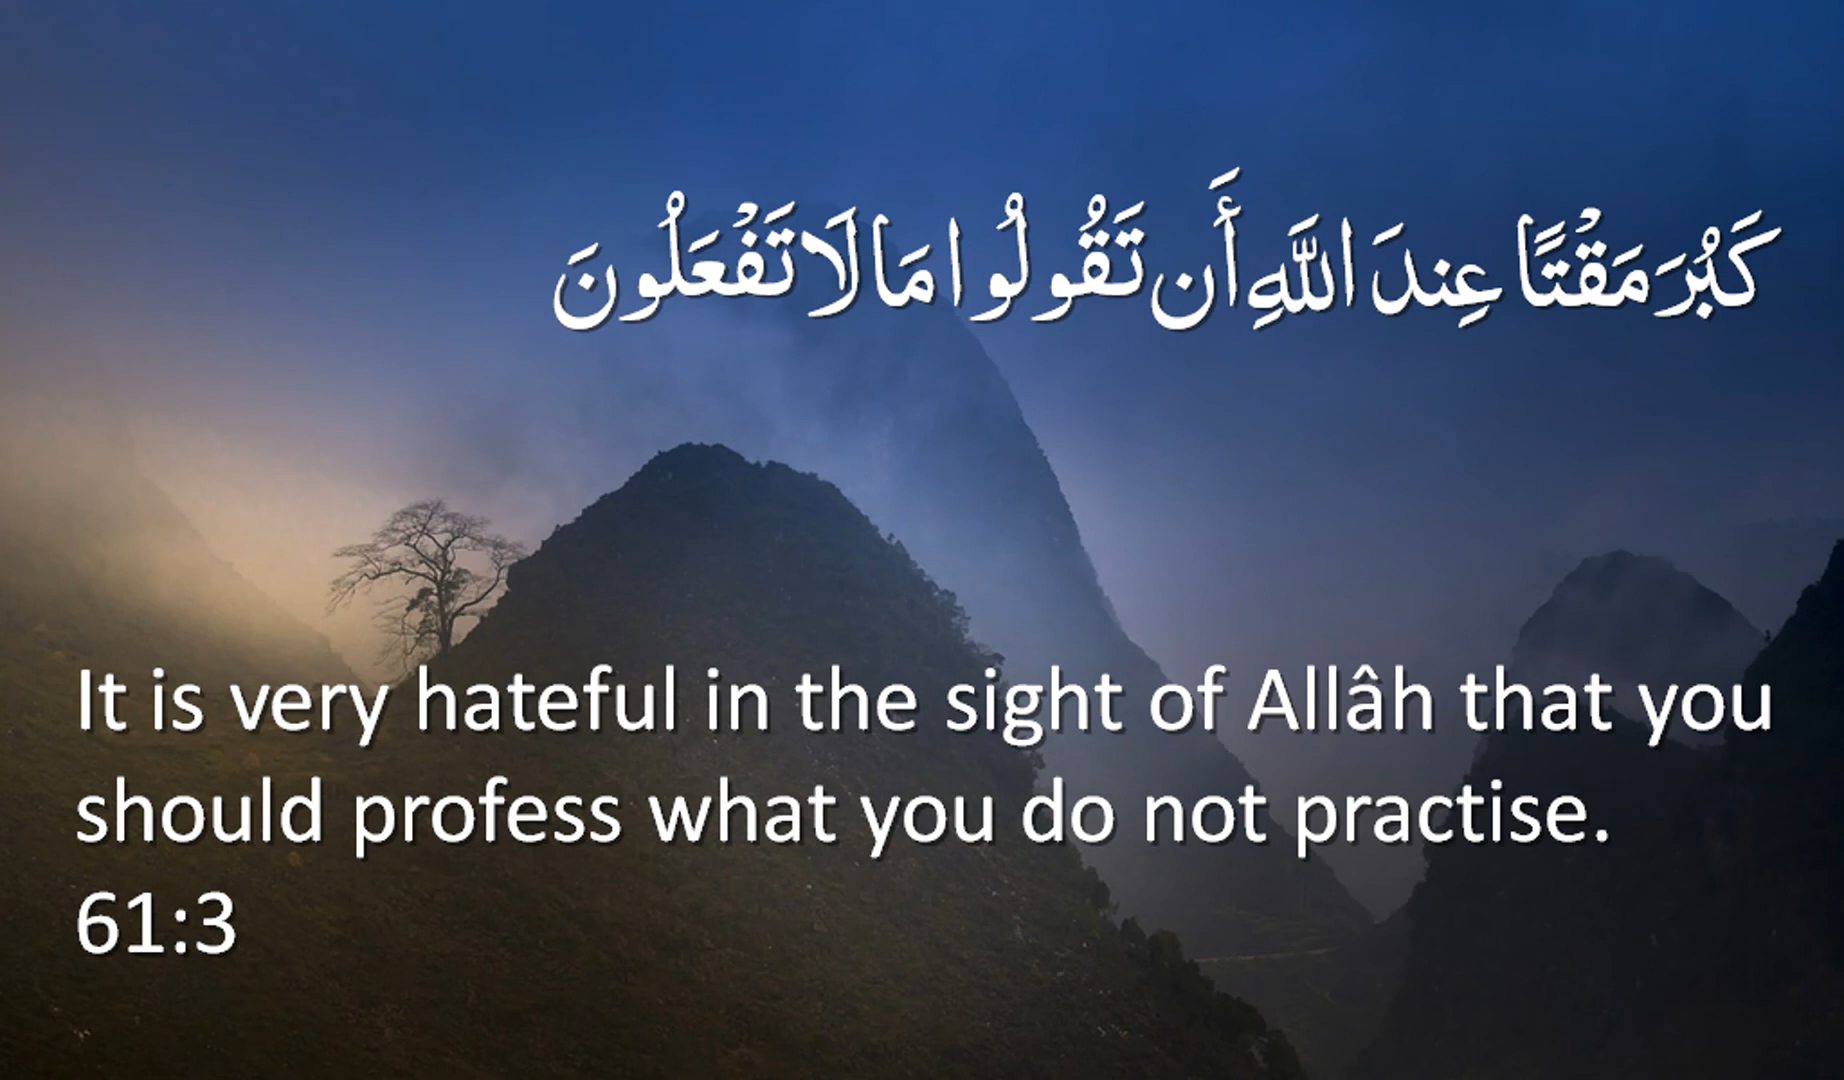 كَبُرَ مَقْتًا عِندَ اللَّهِ أَن تَقُولُوا مَا لَا تَفْعَلُونَ
It is very hateful in the sight of Allâh that you
should profess what you do not practise.
61:3